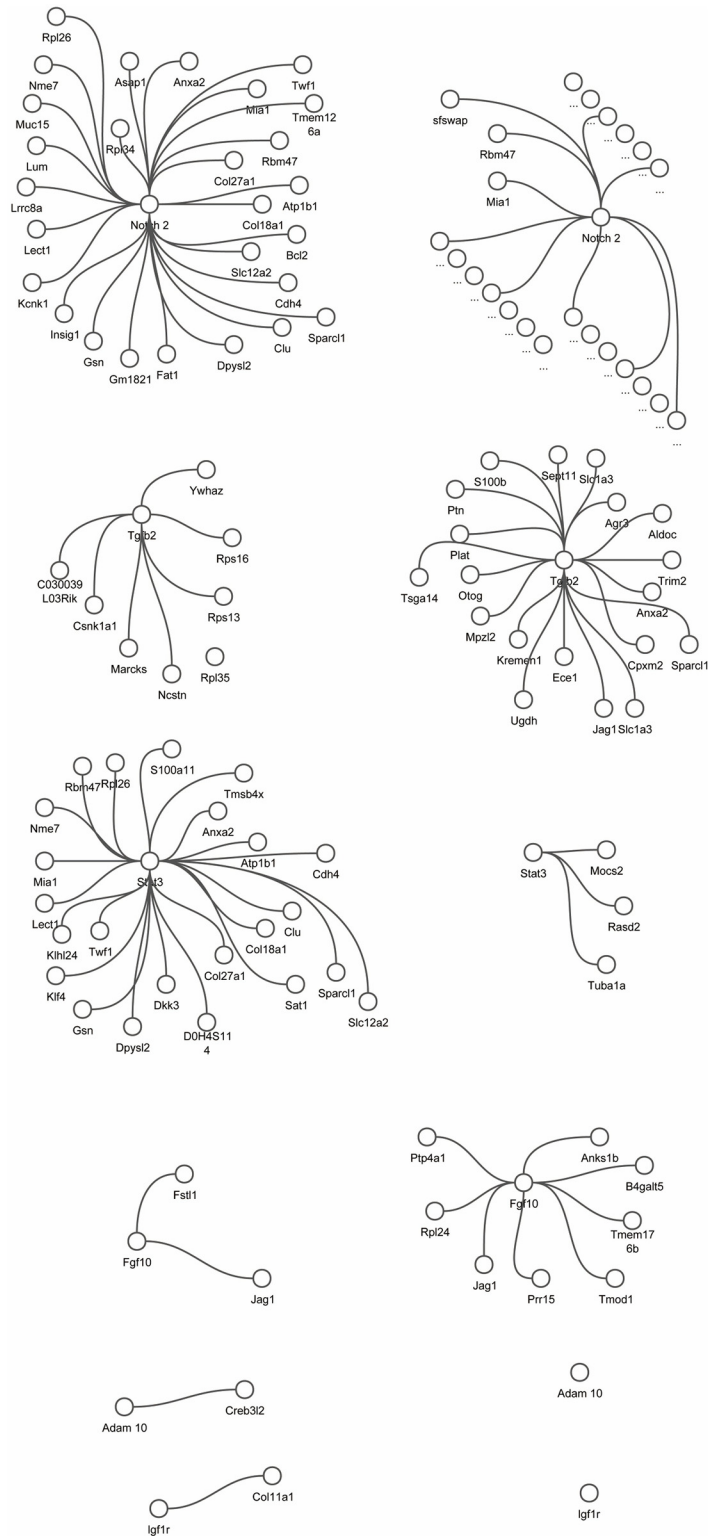 Rpl26
Nme7
Asap1
Anxa2
Twf1
Muc15
Mia1
Tmem12
6a
Rpl34
Lum
Rbm47
Col27a1
Lrrc8a
Atp1b1
Notch 2
Col18a1
Lect1
Bcl2
Slc12a2
Kcnk1
Cdh4
Insig1
Sparcl1
Gsn
Clu
Gm1821
Fat1
Dpysl2
sfswap
...
...
...
...
...
...
Rbm47
Mia1
Notch 2
...
...
...
...
...
...
...
...
...
...
...
...
...
...
Ywhaz
Tgfb2
Rps16
C030039
L03Rik
Csnk1a1
Rps13
Marcks
Rpl35
Ncstn
S100b
Sept11
Slc1a3
Ptn
Agr3
Aldoc
Plat
Tgfb2
Trim2
Tsga14
Otog
Anxa2
Mpzl2
Kremen1
Cpxm2
Sparcl1
Ece1
Ugdh
Jag1
Slc1a3
Rbm47
Rpl26
S100a11
Tmsb4x
Nme7
Anxa2
Atp1b1
Mia1
Stat3
Cdh4
Lect1
Clu
Klhl24
Twf1
Col18a1
Col27a1
Klf4
Dkk3
Sat1
Sparcl1
Gsn
Dpysl2
D0H4S11
4
Slc12a2
Stat3
Mocs2
Rasd2
Tuba1a
Fstl1
Fgf10
Jag1
Ptp4a1
Anks1b
Fgf10
B4galt5
Rpl24
Tmem17
6b
Jag1
Prr15
Tmod1
Adam 10
Creb3l2
Adam 10
Igf1r
Col11a1
Igf1r